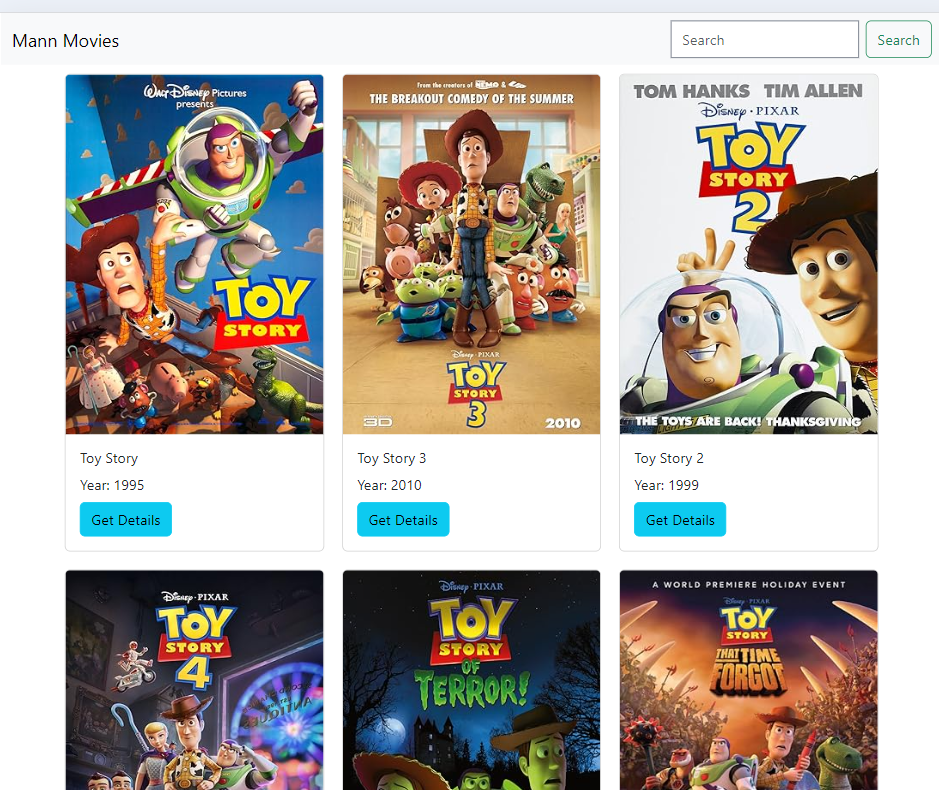 Mann Movies
Search
Search
WALT DISNEY PICTURES
presents
TOY
STORY
From the creators of NEMO &
THE BREAKOUT COMEDY OF THE SUMMER
DISNEY · PIXAR
TOY
STORY
3
3D
2010
TOM HANKS TIM ALLEN
DISNEY · PIXAR
TOY
STORY
2
THE TOYS ARE BACK! THANKSGIVING
Toy Story
Year: 1995
Get Details
Toy Story 3
Year: 2010
Get Details
Toy Story 2
Year: 1999
Get Details
DISNEY · PIXAR
TOY
STORY
4
ANTIQUES
DISNEY · PIXAR
TOY
STORY
OF
TERROR!
A WORLD PREMIERE HOLIDAY EVENT
DISNEY · PIXAR
TOY
STORY
THAT TIME
FORGOT